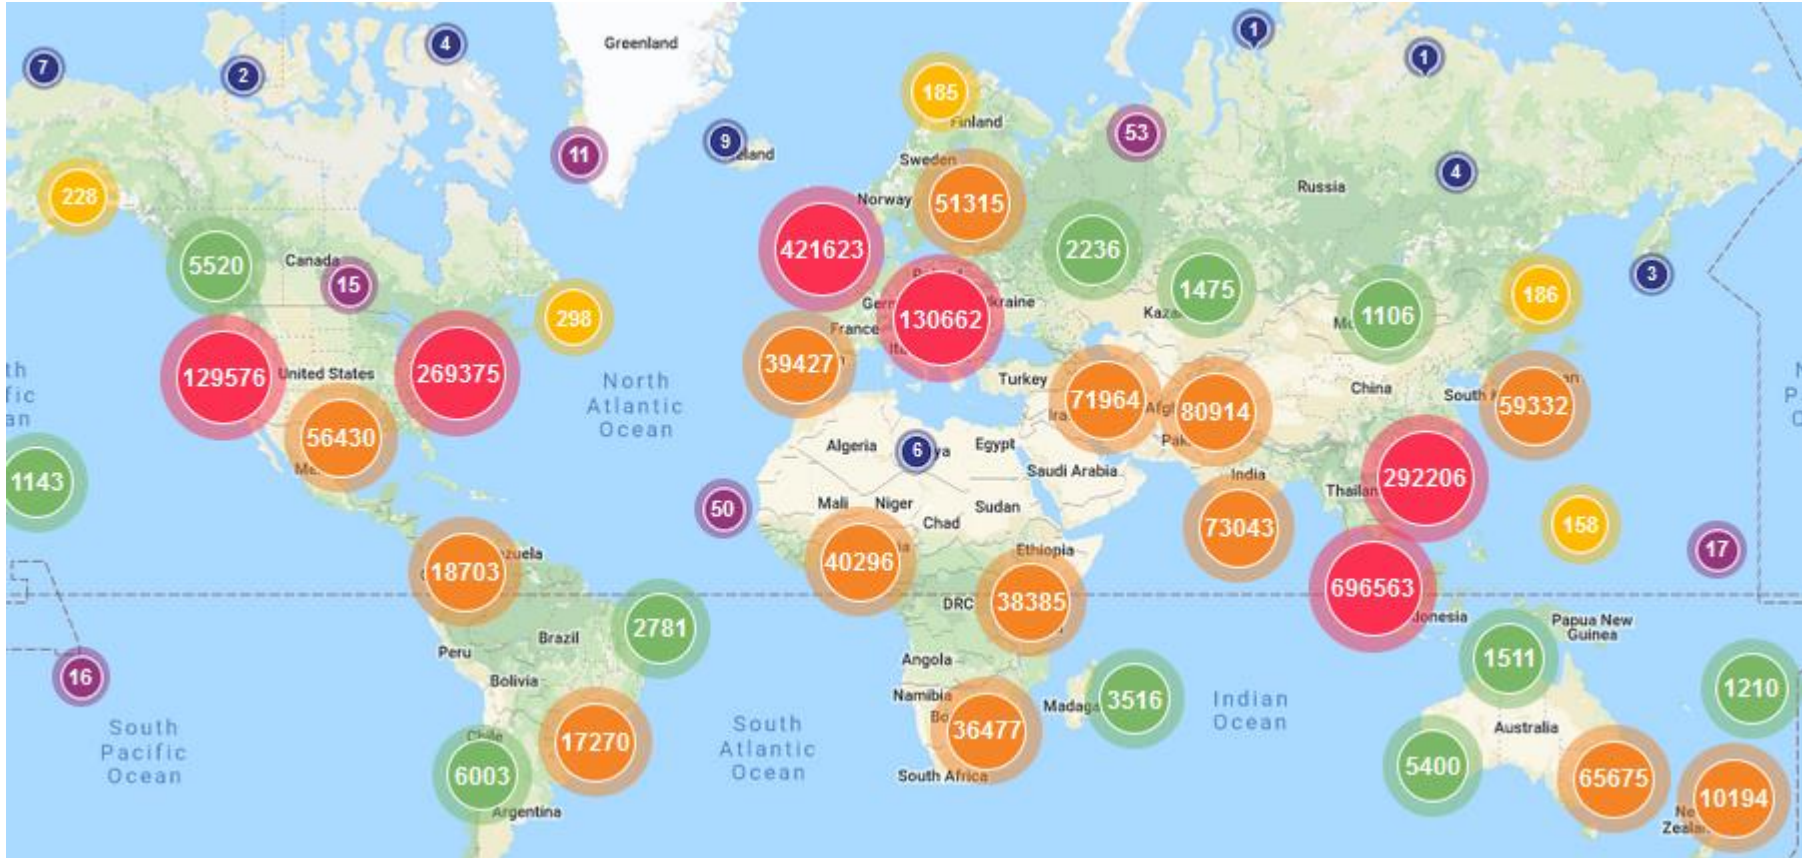 Greenland
7
2
4
1
1
185
Finland
53
11
9
Sweden
4
228
Norway
51315
Russia
421623
2236
5520
Canada
15
1475
3
298
130662
186
1106
France
39427
129576
United States
269375
Turkey
71964
80914
China
South
59332
North
Atlantic
Ocean
56430
Algeria
6
Egypt
Saudi Arabia
India
292206
1143
50
Mali
Niger
Chad
Sudan
73043
158
17
18703
40296
Ethiopia
696563
DRC
38385
2781
Brazil
Peru
Papua New
Guinea
1511
Angola
16
Bolivia
Namibia
3516
Indian
Ocean
1210
South
Pacific
Ocean
17270
South
Atlantic
Ocean
36477
Australia
Chile
6003
South Africa
5400
65675
10194
Argentina